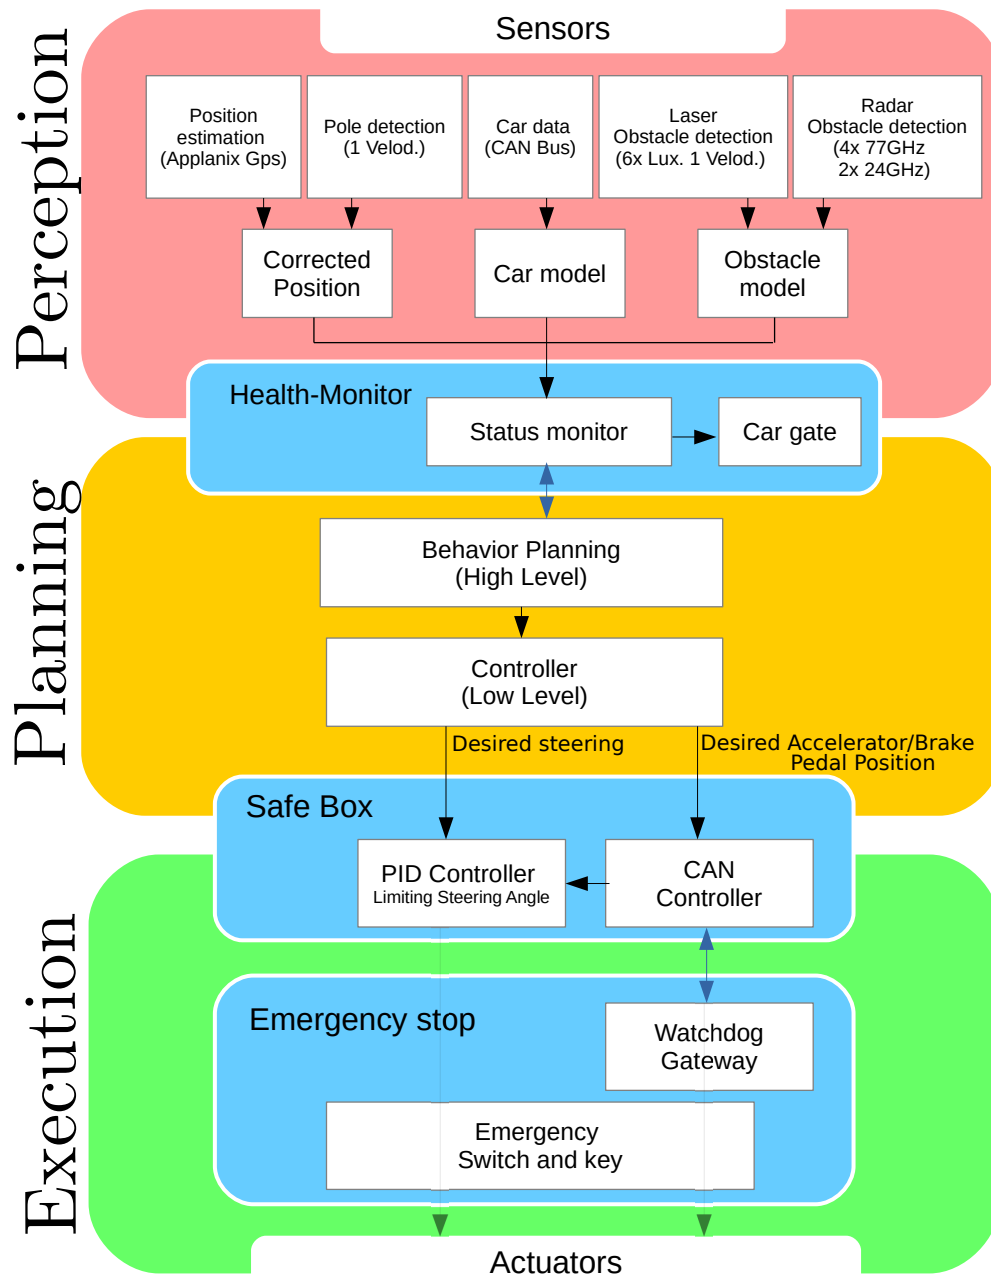 Sensors
Perception
Position
estimation
(Applanix Gps)
Pole detection
(1 Velod.)
Car data
(CAN Bus)
Laser
Obstacle detection
(6x Lux. 1 Velod.)
Radar
Obstacle detection
(4x 77GHz
2x 24GHz)
Corrected
Position
Car model
Obstacle
model
Health-Monitor
Status monitor
Car gate
Planning
Behavior Planning
(High Level)
Controller
(Low Level)
Desired steering
Desired Accelerator/Brake
Pedal Position
Safe Box
PID Controller
Limiting Steering Angle
CAN
Controller
Execution
Emergency stop
Watchdog
Gateway
Emergency
Switch and key
Actuators